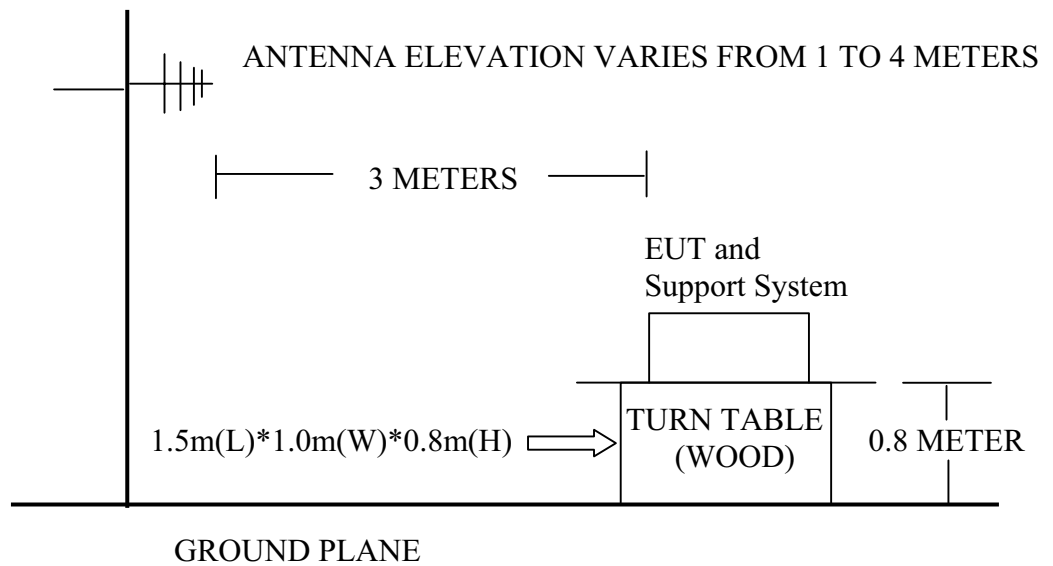 ANTENNA ELEVATION VARIES FROM 1 TO 4 METERS
3 METERS
EUT and
Support System
1.5m(L)*1.0m(W)*0.8m(H)
TURN TABLE
(WOOD)
0.8 METER
GROUND PLANE